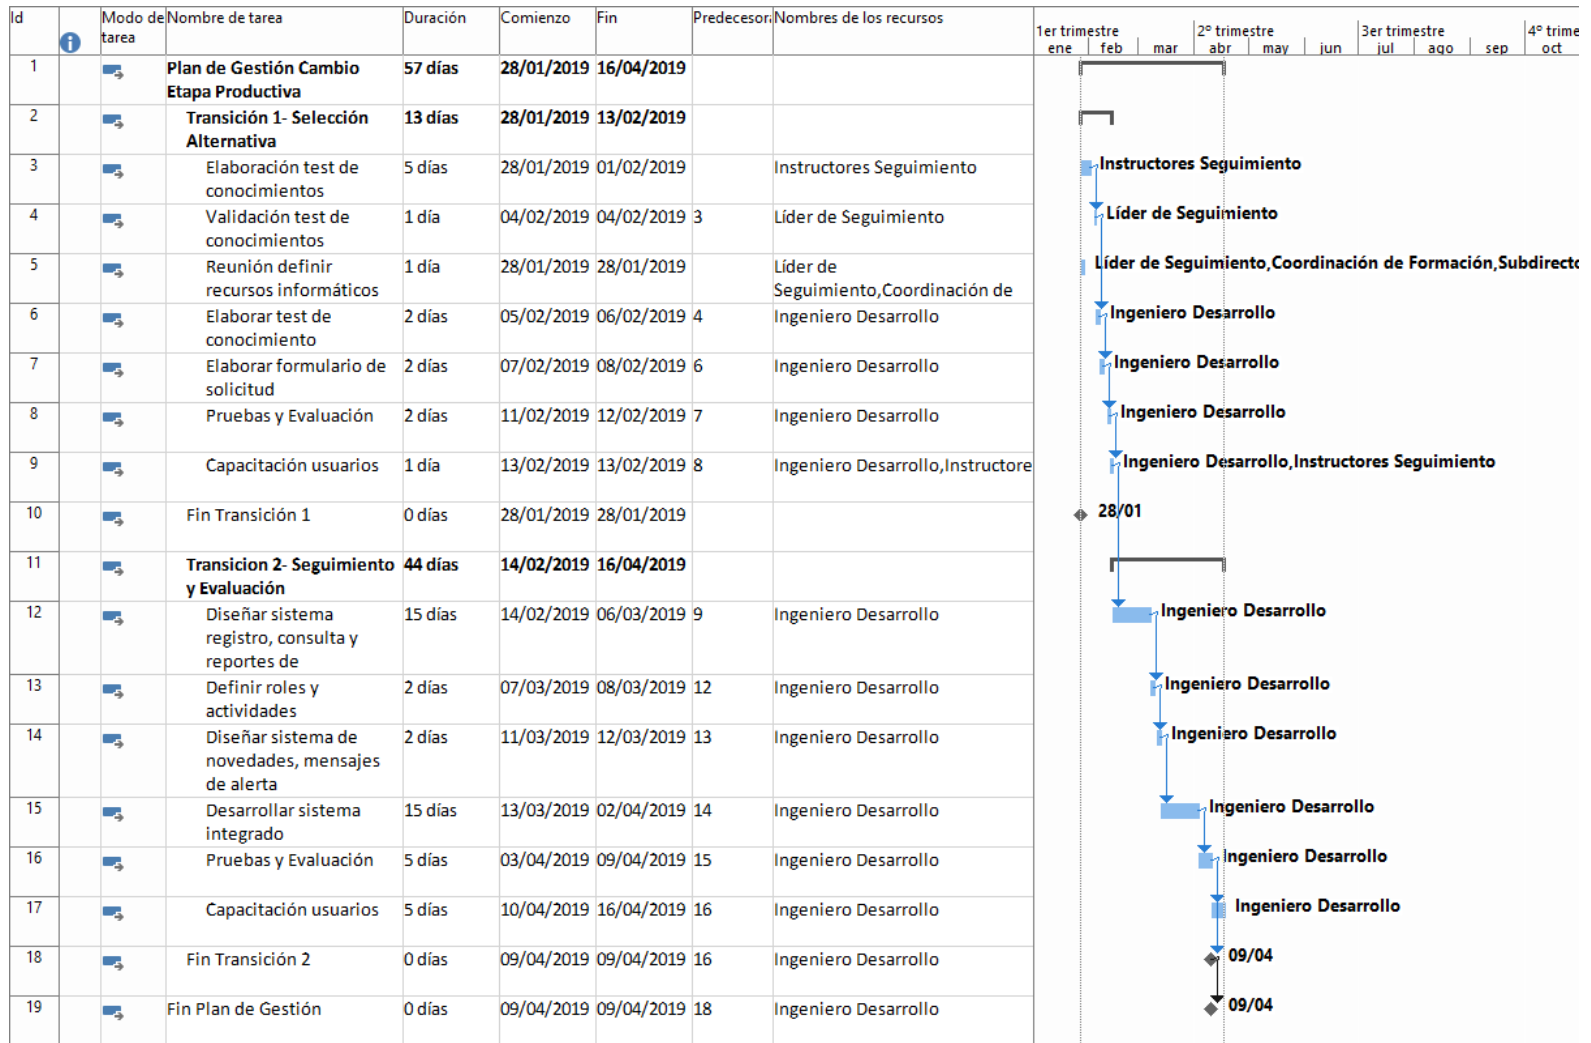 Id Modo de Nombre de tarea Duración Comienzo Fin Predecesor Nombres de los recursos
tarea
1er trimestre 2º trimestre 3er trimestre 4º trime
ene feb mar abr may jun jul ago sep oct
1 Plan de Gestión Cambio 57 días 28/01/2019 16/04/2019
Etapa Productiva
2 Transición 1- Selección 13 días 28/01/2019 13/02/2019
Alternativa
3 Elaboración test de 5 días 28/01/2019 01/02/2019 Instructores Seguimiento Instructores Seguimiento
conocimientos
4 Validación test de 1 día 04/02/2019 04/02/2019 3 Líder de Seguimiento Líder de Seguimiento
conocimientos
5 Reunión definir 1 día 28/01/2019 28/01/2019 Líder de Líder de Seguimiento,Coordinación de Formación,Subdirecto
recursos informáticos Seguimiento,Coordinación de
6 Elaborar test de 2 días 05/02/2019 06/02/2019 4 Ingeniero Desarrollo Ingeniero Desarrollo
conocimiento
7 Elaborar formulario de 2 días 07/02/2019 08/02/2019 6 Ingeniero Desarrollo Ingeniero Desarrollo
solicitud
8 Pruebas y Evaluación 2 días 11/02/2019 12/02/2019 7 Ingeniero Desarrollo Ingeniero Desarrollo
9 Capacitación usuarios 1 día 13/02/2019 13/02/2019 8 Ingeniero Desarrollo,Instructore Ingeniero Desarrollo,Instructores Seguimiento
10 Fin Transición 1 0 días 28/01/2019 28/01/2019 28/01
11 Transicion 2- Seguimiento 44 días 14/02/2019 16/04/2019
y Evaluación
12 Diseñar sistema 15 días 14/02/2019 06/03/2019 9 Ingeniero Desarrollo Ingeniero Desarrollo
registro, consulta y
reportes de
13 Definir roles y 2 días 07/03/2019 08/03/2019 12 Ingeniero Desarrollo Ingeniero Desarrollo
actividades
14 Diseñar sistema de 2 días 11/03/2019 12/03/2019 13 Ingeniero Desarrollo Ingeniero Desarrollo
novedades, mensajes
de alerta
15 Desarrollar sistema 15 días 13/03/2019 02/04/2019 14 Ingeniero Desarrollo Ingeniero Desarrollo
integrado
16 Pruebas y Evaluación 5 días 03/04/2019 09/04/2019 15 Ingeniero Desarrollo Ingeniero Desarrollo
17 Capacitación usuarios 5 días 10/04/2019 16/04/2019 16 Ingeniero Desarrollo Ingeniero Desarrollo
18 Fin Transición 2 0 días 09/04/2019 09/04/2019 16 Ingeniero Desarrollo 09/04
19 Fin Plan de Gestión 0 días 09/04/2019 09/04/2019 18 Ingeniero Desarrollo 09/04